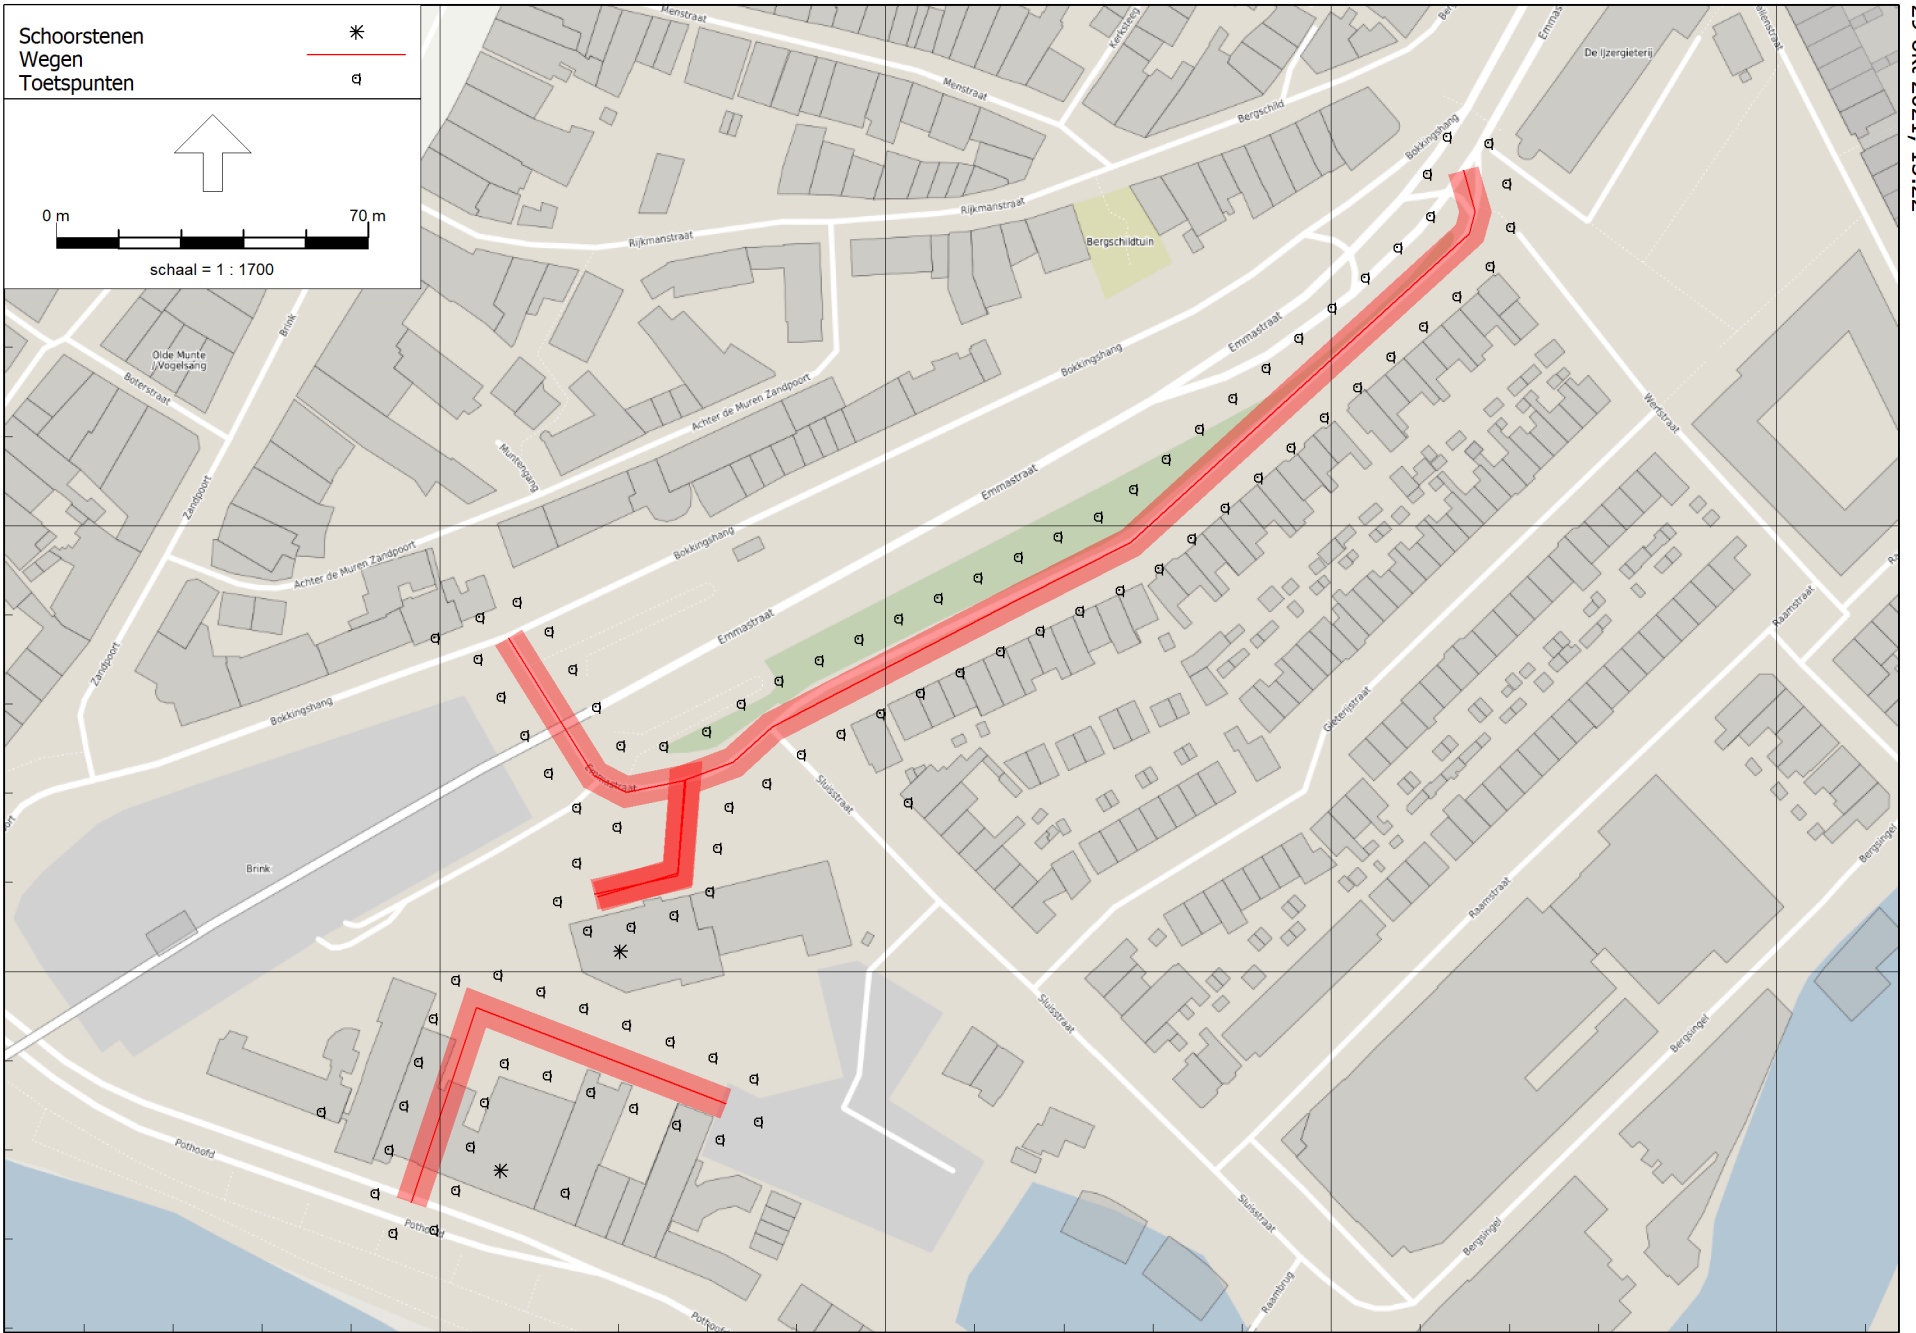 Schoorstenen
Wegen
Toetspunten
0 m
70 m
schaal = 1 : 1700
Menstraat
Kerksteeg
Menstraat
Bergschild
De IJzergieterij
Bokkingshang
Rijkmanstraat
Rijkmanstraat
Bergschildtuin
Brink
Olde Munte
/ Vogelsang
Boterstraat
Emmastraat
Bokkingshang
Achter de Muren Zandpoort
Muntengang
Werfstraat
Zandpoort
Emmastraat
Bokkingshang
Achter de Muren Zandpoort
Raamstraat
Emmastraat
Zandpoort
Bokkingshang
Gieterijstraat
Emmastraat
Sluisstraat
Brink
Bergsingel
Raamstraat
Sluisstraat
Bergsingel
Pothoofd
Pothoofd
Sluisstraat
Bergsingel
Raambrug